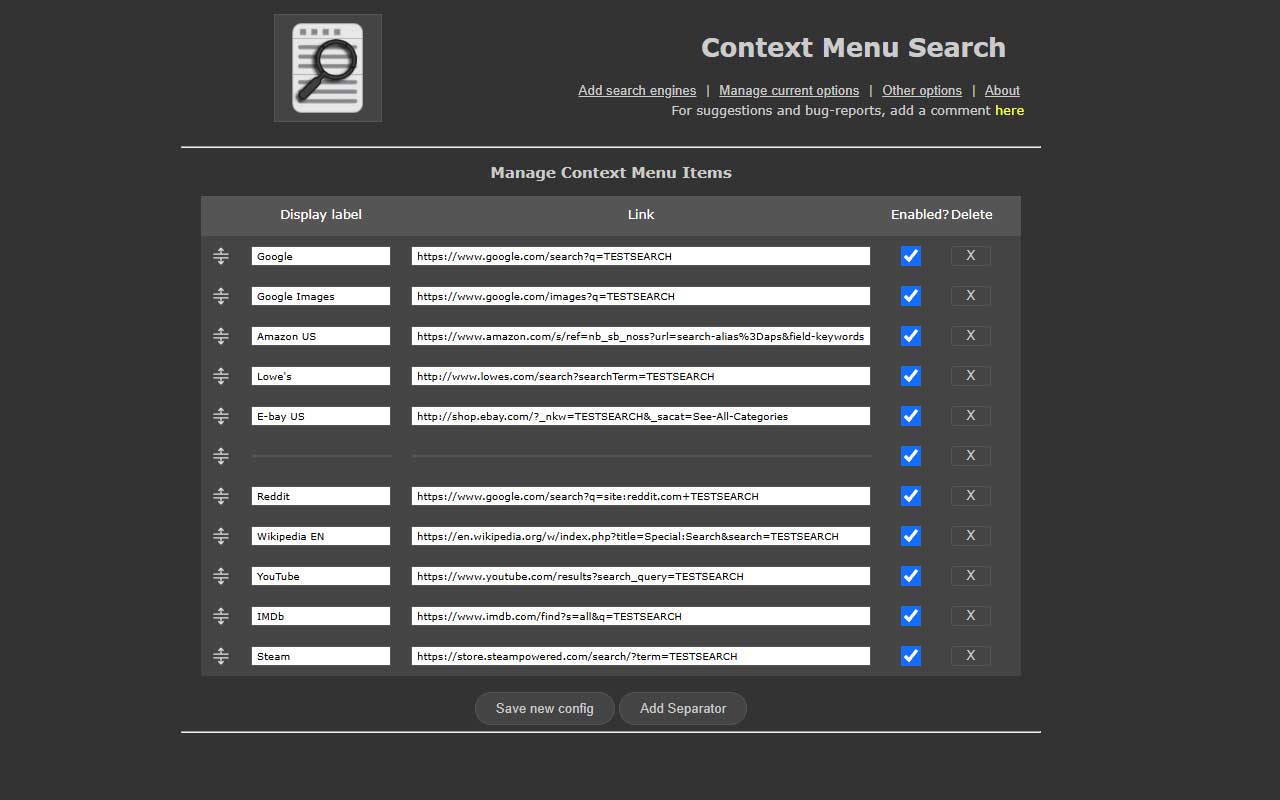 Context Menu Search
Add search engines | Manage current options | Other options | About
For suggestions and bug-reports, add a comment here
Manage Context Menu Items
Display label Link Enabled? Delete
Google https://www.google.com/search?q=TESTSEARCH X
Google Images https://www.google.com/images?q=TESTSEARCH X
Amazon US https://www.amazon.com/s/ref=nb_sb_noss?url=search-alias%3Daps&field-keywords X
Lowe's http://www.lowes.com/search?searchTerm=TESTSEARCH X
E-bay US http://shop.ebay.com/?_nkw=TESTSEARCH&_sacat=See-All-Categories X
X
Reddit https://www.google.com/search?q=site:reddit.com+TESTSEARCH X
Wikipedia EN https://en.wikipedia.org/w/index.php?title=Special:Search&search=TESTSEARCH X
YouTube https://www.youtube.com/results?search_query=TESTSEARCH X
IMDb https://www.imdb.com/find?s=all&q=TESTSEARCH X
Steam https://store.steampowered.com/search/?term=TESTSEARCH X
Save new config Add Separator